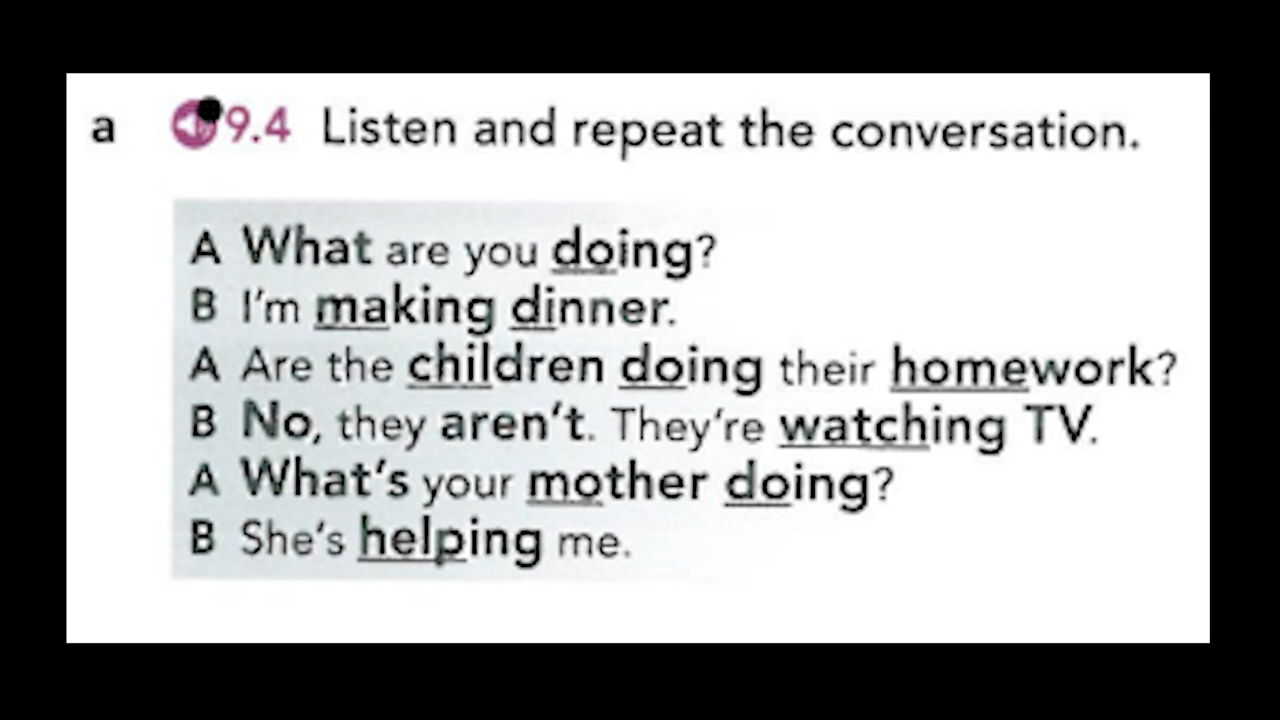 a 9.4 Listen and repeat the conversation.
A What are you doing?
B I'm making dinner.
A Are the children doing their homework?
B No, they aren't. They're watching TV.
A What's your mother doing?
B She's helping me.